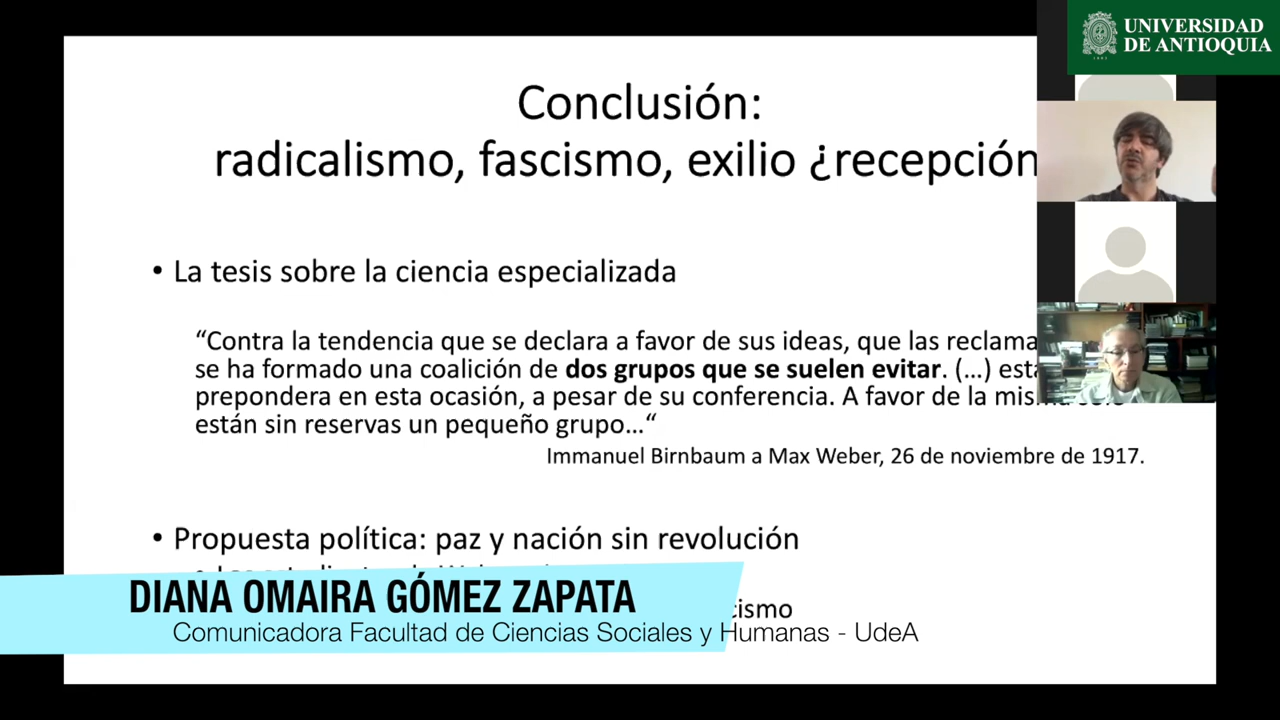 UNIVERSIDAD
DE ANTIOQUIA
1803
Conclusión:
radicalismo, fascismo, exilio ¿recepción
• La tesis sobre la ciencia especializada
“Contra la tendencia que se declara a favor de sus ideas, que las reclama
se ha formado una coalición de dos grupos que se suelen evitar. (…)
prepondera en esta ocasión, a pesar de su conferencia. A favor de la
están sin reservas un pequeño grupo…“
Immanuel Birnbaum a Max Weber, 26 de noviembre de 1917.
• Propuesta política: paz y nación sin revolución
DIANA OMAIRA GÓMEZ ZAPATA
Comunicadora Facultad de Ciencias Sociales y Humanas - UdeA